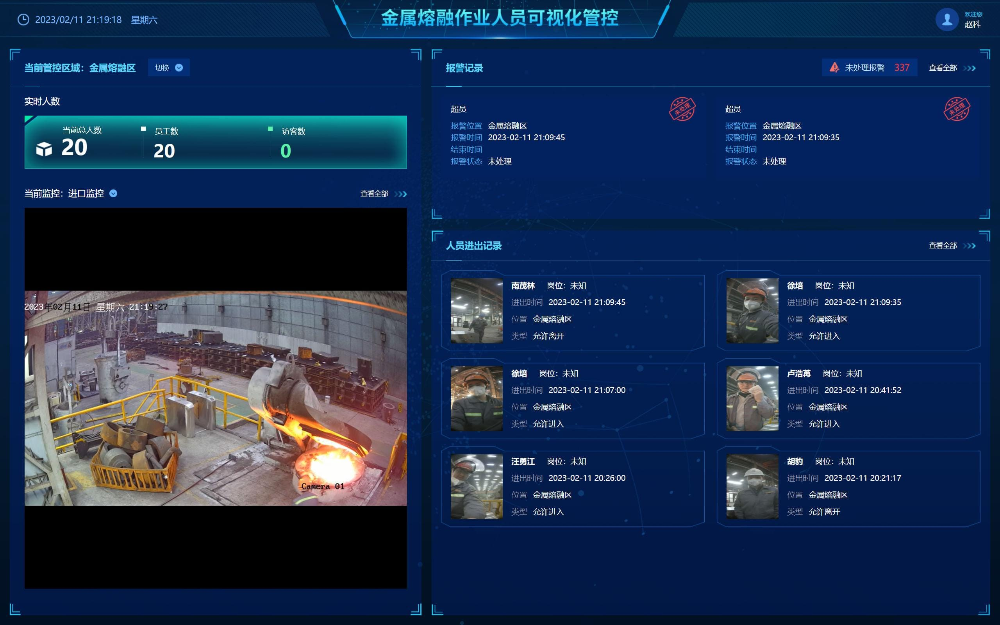 2023/02/11 21:19:18 星期六
金属熔融作业人员可视化管控
欢迎您
赵科
当前管控区域：金属熔融区 切换
实时人数
当前总人数
20
员工数
20
访客数
0
当前监控：进口监控 查看全部
2023年02月11日 星期六 21:19:27
Camera 01
报警记录
未处理报警 337 查看全部
超员
未处理
报警位置 金属熔融区
报警时间 2023-02-11 21:09:45
结束时间
报警状态 未处理
超员
未处理
报警位置 金属熔融区
报警时间 2023-02-11 21:09:35
结束时间
报警状态 未处理
人员进出记录 查看全部
南茂林 岗位：未知
进出时间 2023-02-11 21:09:45
位置 金属熔融区
类型 允许离开
徐培 岗位：未知
进出时间 2023-02-11 21:09:35
位置 金属熔融区
类型 允许进入
徐培 岗位：未知
进出时间 2023-02-11 21:07:00
位置 金属熔融区
类型 允许进入
卢浩苒 岗位：未知
进出时间 2023-02-11 20:41:52
位置 金属熔融区
类型 允许进入
汪勇江 岗位：未知
进出时间 2023-02-11 20:26:00
位置 金属熔融区
类型 允许进入
胡豹 岗位：未知
进出时间 2023-02-11 20:21:17
位置 金属熔融区
类型 允许离开